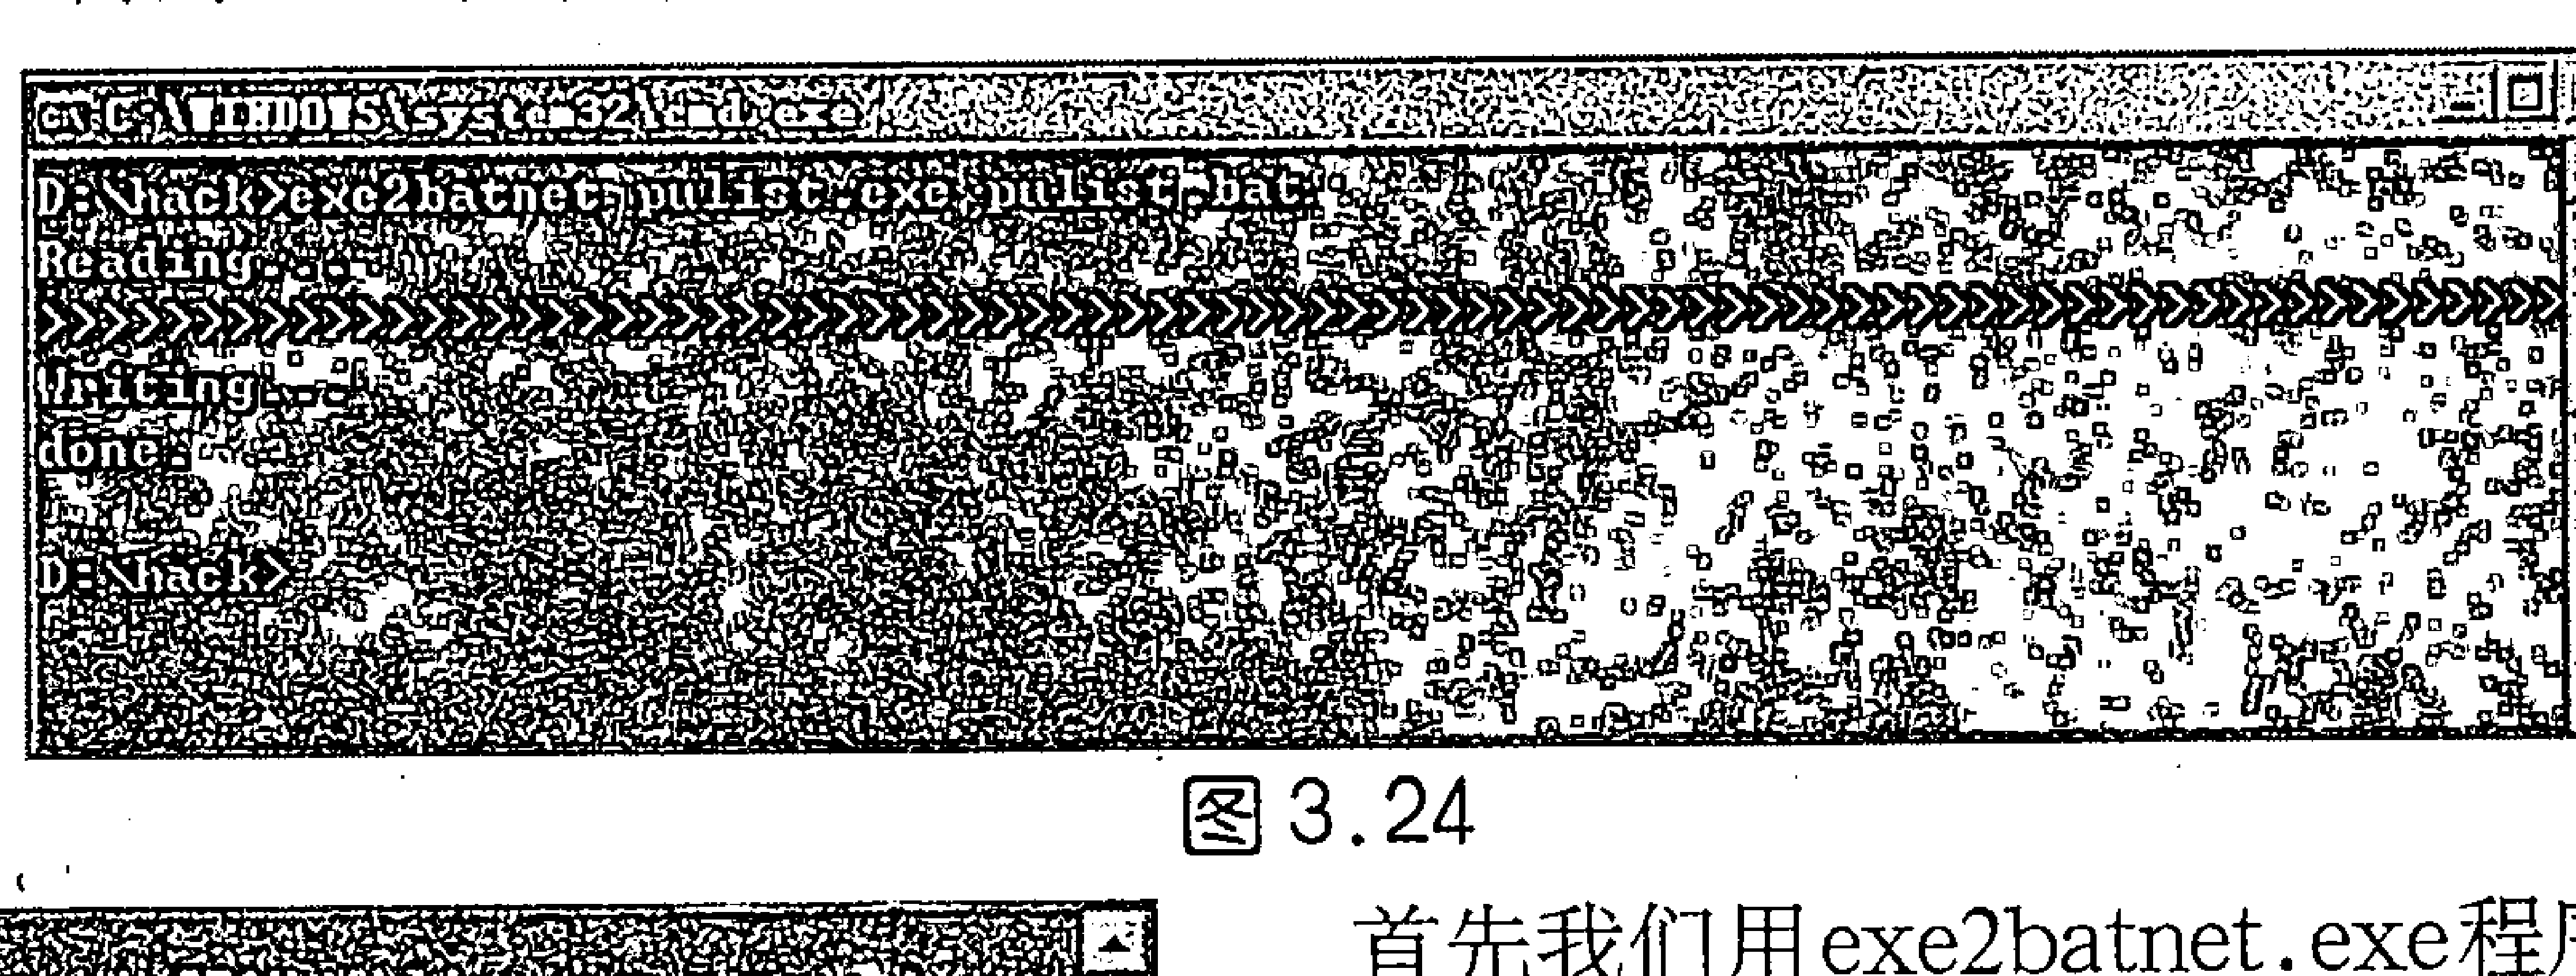 C:\WINDOWS\system32\cmd.exe
D:\hack>exe2batnet pulist.exe pulist.bat
Reading....
>>>>>>>>>>>>>>>>>>>>>>>>>>>>>>>>>>>>>>>>>>>>>>>>>>>>>>>>>>>>>>>>>>>>>>>>>>>>>>>>
Writing...
done.
D:\hack>
图 3.24
首先我们用exe2batnet.exe程